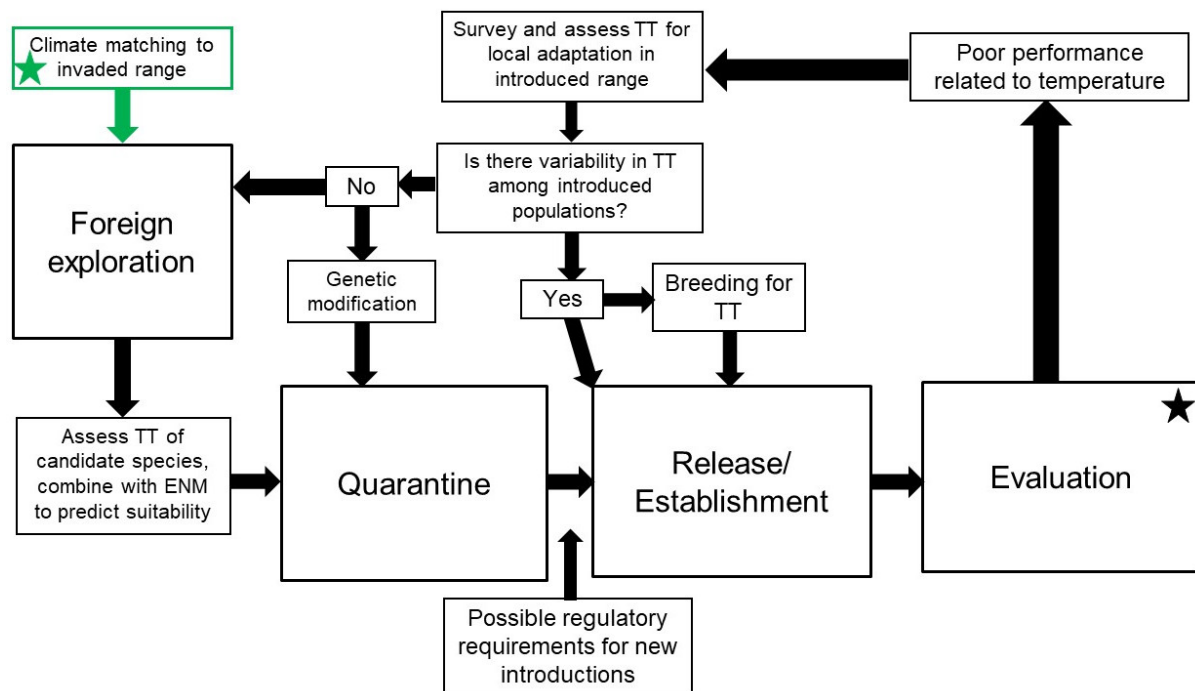 Climate matching to
invaded range
Survey and assess TT for
local adaptation in
introduced range
Poor performance
related to temperature
Is there variability in TT
among introduced
populations?
No
Foreign
exploration
Genetic
modification
Yes
Breeding for
TT
Assess TT of
candidate species,
combine with ENM
to predict suitability
Quarantine
Release/
Establishment
Evaluation
Possible regulatory
requirements for new
introductions